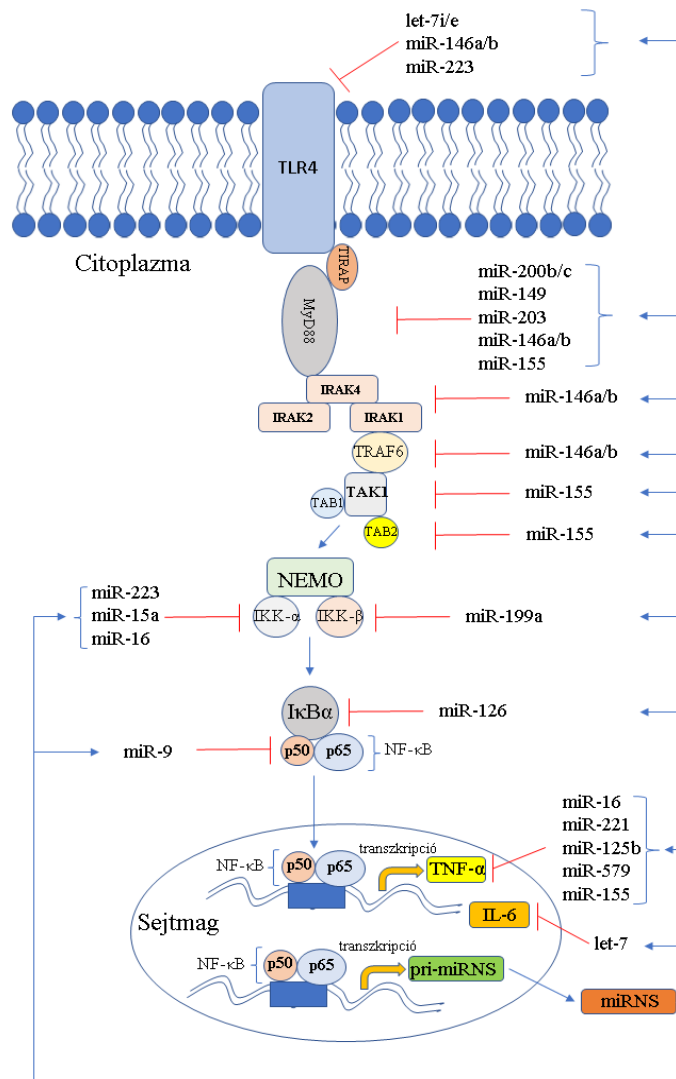 let-7i/e
miR-146a/b
miR-223
TLR4
Citoplazma
TIRAP
MyD88
miR-200b/c
miR-149
miR-203
miR-146a/b
miR-155
IRAK4
IRAK2
IRAK1
miR-146a/b
TRAF6
miR-146a/b
TAK1
TAB1
miR-155
TAB2
miR-155
NEMO
miR-223
miR-15a
miR-16
IKK-α
IKK-β
miR-199a
IκBα
miR-126
miR-9
p50
p65
NF-κB
miR-16
miR-221
miR-125b
miR-579
miR-155
transzkripció
NF-κB
p50
p65
TNF-α
Sejtmag
IL-6
let-7
transzkripció
NF-κB
p50
p65
pri-miRNS
miRNS